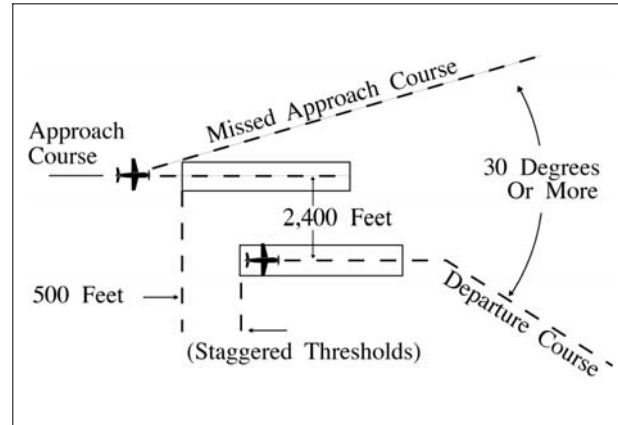 Missed Approach Course
Approach
Course
30 Degrees
Or More
2,400 Feet
500 Feet
Departure Course
(Staggered Thresholds)